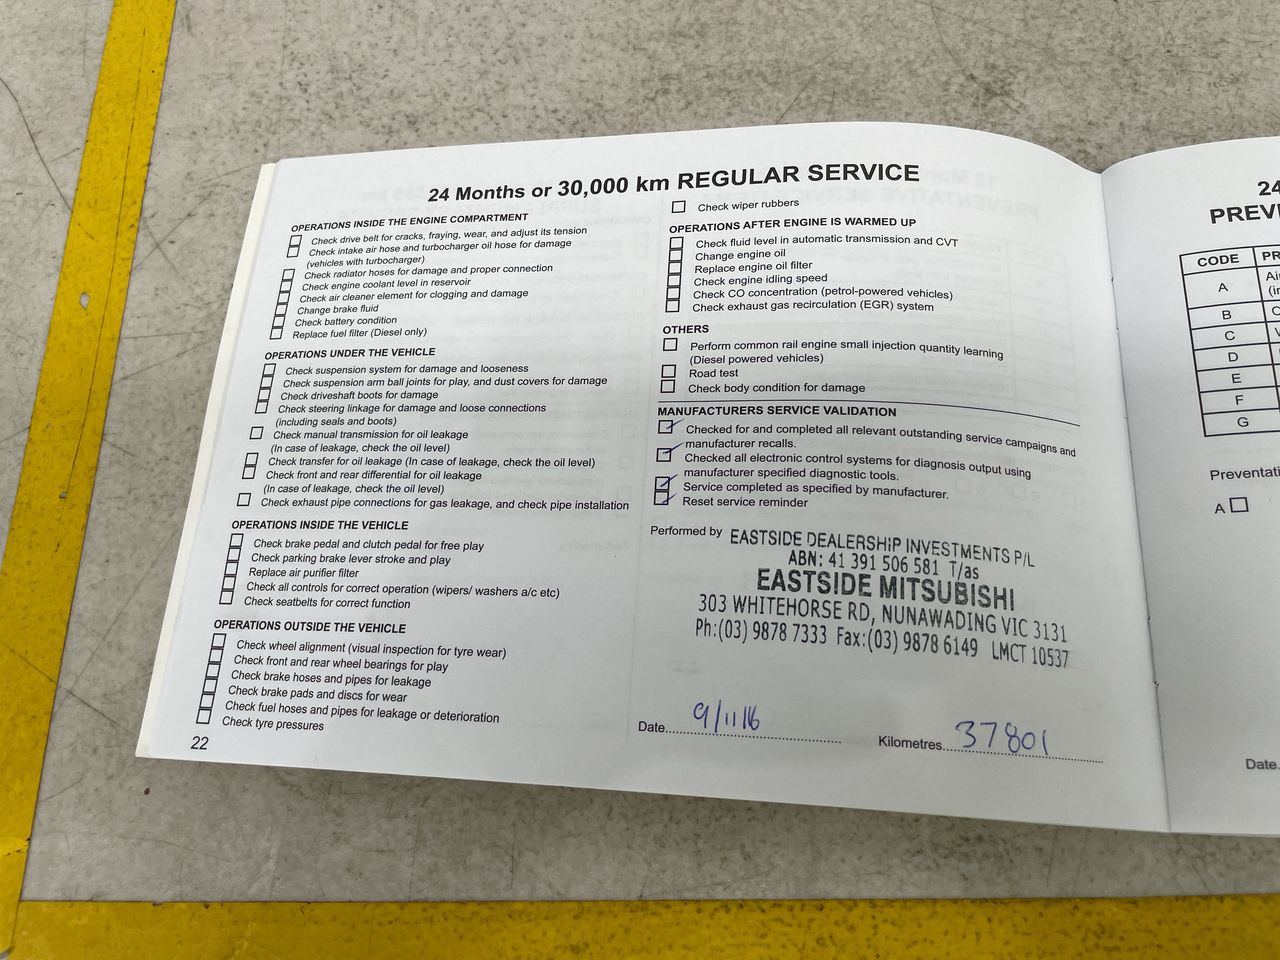 24 Months or 30,000 km REGULAR SERVICE
OPERATIONS INSIDE THE ENGINE COMPARTMENT
Check drive belt for cracks, fraying, wear, and adjust its tension
Check intake air hose and turbocharger oil hose for damage
(vehicles with turbocharger)
Check radiator hoses for damage and proper connection
Check engine coolant level in reservoir
Check air cleaner element for clogging and damage
Change brake fluid
Check battery condition
Replace fuel filter (Diesel only)
OPERATIONS UNDER THE VEHICLE
Check suspension system for damage and looseness
Check suspension arm ball joints for play, and dust covers for damage
Check driveshaft boots for damage
Check steering linkage for damage and loose connections
(including seals and boots)
Check manual transmission for oil leakage
(In case of leakage, check the oil level)
Check transfer for oil leakage (In case of leakage, check the oil level)
Check front and rear differential for oil leakage
(In case of leakage, check the oil level)
Check exhaust pipe connections for gas leakage, and check pipe installation
OPERATIONS INSIDE THE VEHICLE
Check brake pedal and clutch pedal for free play
Check parking brake lever stroke and play
Replace air purifier filter
Check all controls for correct operation (wipers/ washers a/c etc)
Check seatbelts for correct function
OPERATIONS OUTSIDE THE VEHICLE
Check wheel alignment (visual inspection for tyre wear)
Check front and rear wheel bearings for play
Check brake hoses and pipes for leakage
Check brake pads and discs for wear
Check fuel hoses and pipes for leakage or deterioration
Check tyre pressures
22
Check wiper rubbers
OPERATIONS AFTER ENGINE IS WARMED UP
Check fluid level in automatic transmission and CVT
Change engine oil
Replace engine oil filter
Check engine idling speed
Check CO concentration (petrol-powered vehicles)
Check exhaust gas recirculation (EGR) system
OTHERS
Perform common rail engine small injection quantity learning
(Diesel powered vehicles)
Road test
Check body condition for damage
MANUFACTURERS SERVICE VALIDATION
Checked for and completed all relevant outstanding service campaigns and
manufacturer recalls.
Checked all electronic control systems for diagnosis output using
manufacturer specified diagnostic tools.
Service completed as specified by manufacturer.
Reset service reminder
Performed by EASTSIDE DEALERSHIP INVESTMENTS P/L
ABN: 41 391 506 581 T/as
EASTSIDE MITSUBISHI
303 WHITEHORSE RD, NUNAWADING VIC 3131
Ph:(03) 9878 7333 Fax:(03) 9878 6149 LMCT 10537
Date 9/11/16
Kilometres 37801
24
PREV
CODE
A
(in
B
C
D
E
F
G
Preventati
A
Date